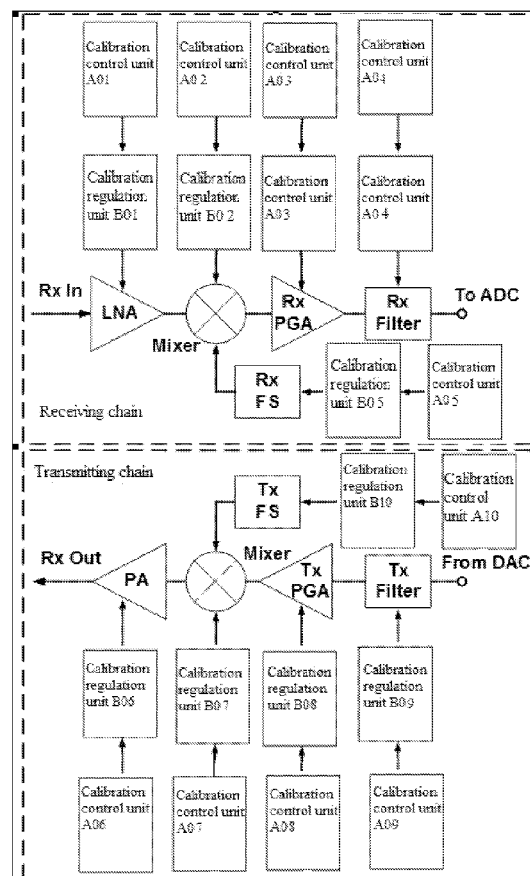 Calibration
control unit
A01
Calibration
control unit
A02
Calibration
control unit
A03
Calibration
control unit
A04
Calibration
regulation
unit B01
Calibration
regulation
unit B02
Calibration
control unit
A03
Calibration
control unit
A04
Rx In
LNA
Mixer
Rx
PGA
Rx
Filter
To ADC
Rx
FS
Calibration
regulation
unit B05
Calibration
control unit
A05
Receiving chain
Transmitting chain
Tx
FS
Calibration
regulation
unit B10
Calibration
control
unit A10
Rx Out
PA
Mixer
Tx
PGA
Tx
Filter
From DAC
Calibration
regulation
unit B06
Calibration
regulation
unit B07
Calibration
regulation
unit B08
Calibration
regulation
unit B09
Calibration
control unit
A06
Calibration
control unit
A07
Calibration
control unit
A08
Calibration
control unit
A09